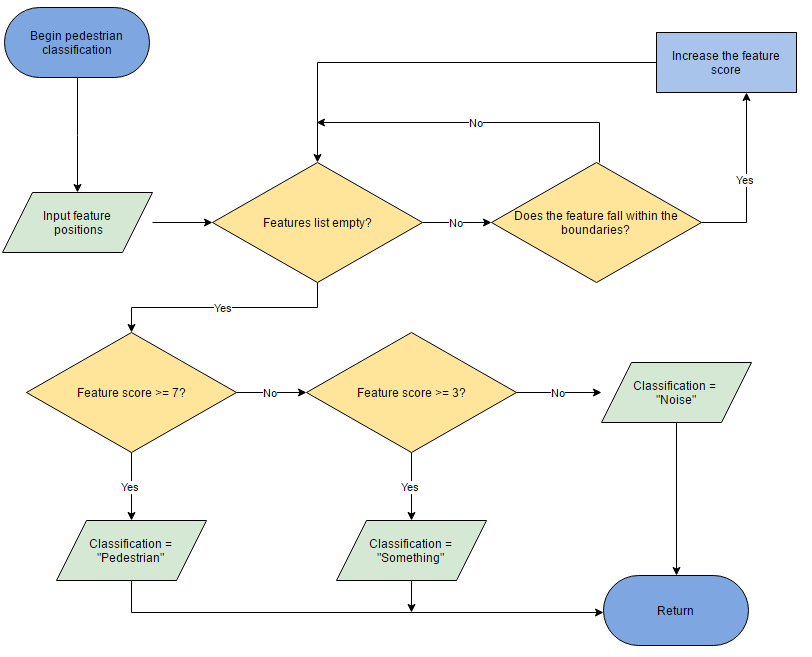 Begin pedestrian
classification
Increase the feature
score
No
Yes
Input feature
positions
Features list empty?
No
Does the feature fall within the
boundaries?
Yes
Feature score >= 7?
No
Feature score >= 3?
No
Classification =
"Noise"
Yes
Yes
Classification =
"Pedestrian"
Classification =
"Something"
Return